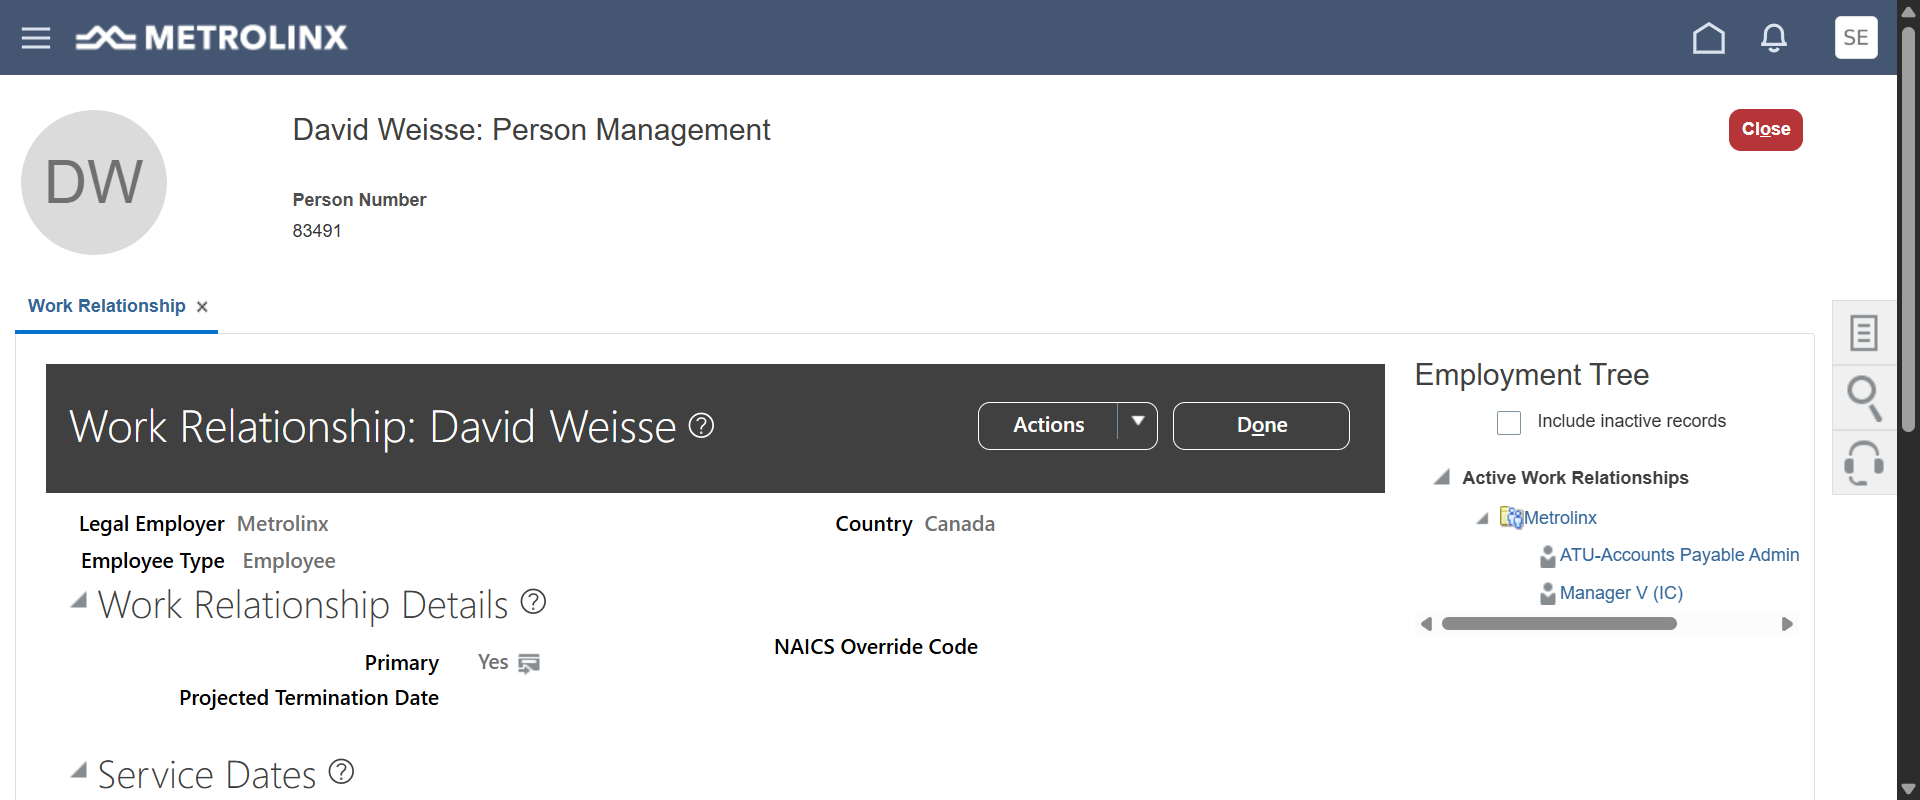 METROLINX
SE
DW
David Weisse: Person Management
Close
Person Number
83491
Work Relationship
Work Relationship: David Weisse
Actions
Done
Legal Employer Metrolinx
Country Canada
Employee Type Employee
Work Relationship Details
Primary Yes
NAICS Override Code
Projected Termination Date
Service Dates
Employment Tree
Include inactive records
Active Work Relationships
Metrolinx
ATU-Accounts Payable Admin
Manager V (IC)